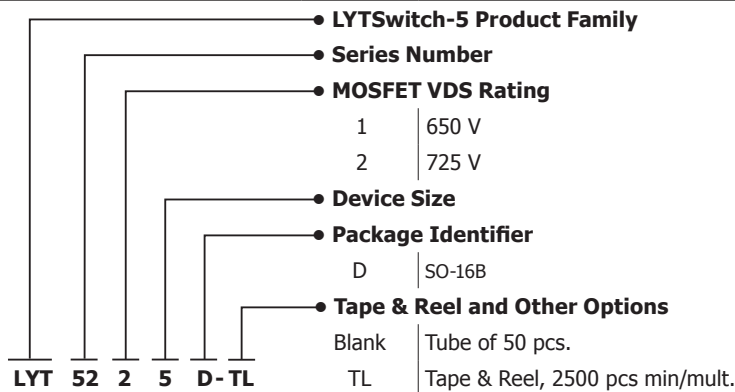 LYTSwitch-5 Product Family
Series Number
MOSFET VDS Rating
1 650 V
2 725 V
Device Size
Package Identifier
D SO-16B
Tape & Reel and Other Options
Blank Tube of 50 pcs.
TL Tape & Reel, 2500 pcs min/mult.
LYT 52 2 5 D - TL